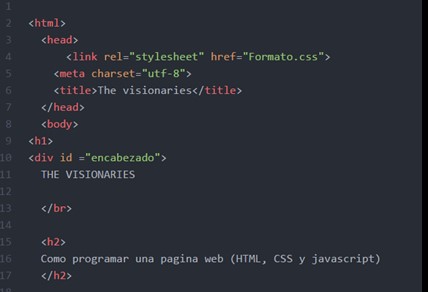 1
2 <html>
3 <head>
4 <link rel="stylesheet" href="Formato.css">
5 <meta charset="utf-8">
6 <title>The visionaries</title>
7 </head>
8 <body>
9 <h1>
10 <div id ="encabezado">
11 THE VISIONARIES
12
13 </br>
14
15 <h2>
16 Como programar una pagina web (HTML, CSS y javascript)
17 </h2>